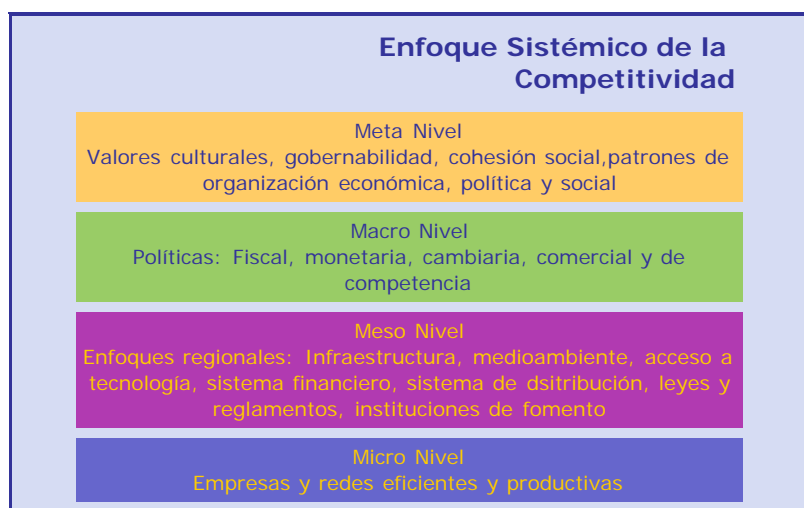 Enfoque Sistémico de la
Competitividad
Meta Nivel
Valores culturales, gobernabilidad, cohesión social,patrones de
organización económica, política y social
Macro Nivel
Políticas: Fiscal, monetaria, cambiaria, comercial y de
competencia
Meso Nivel
Enfoques regionales: Infraestructura, medioambiente, acceso a
tecnología, sistema financiero, sistema de dsitribución, leyes y
reglamentos, instituciones de fomento
Micro Nivel
Empresas y redes eficientes y productivas